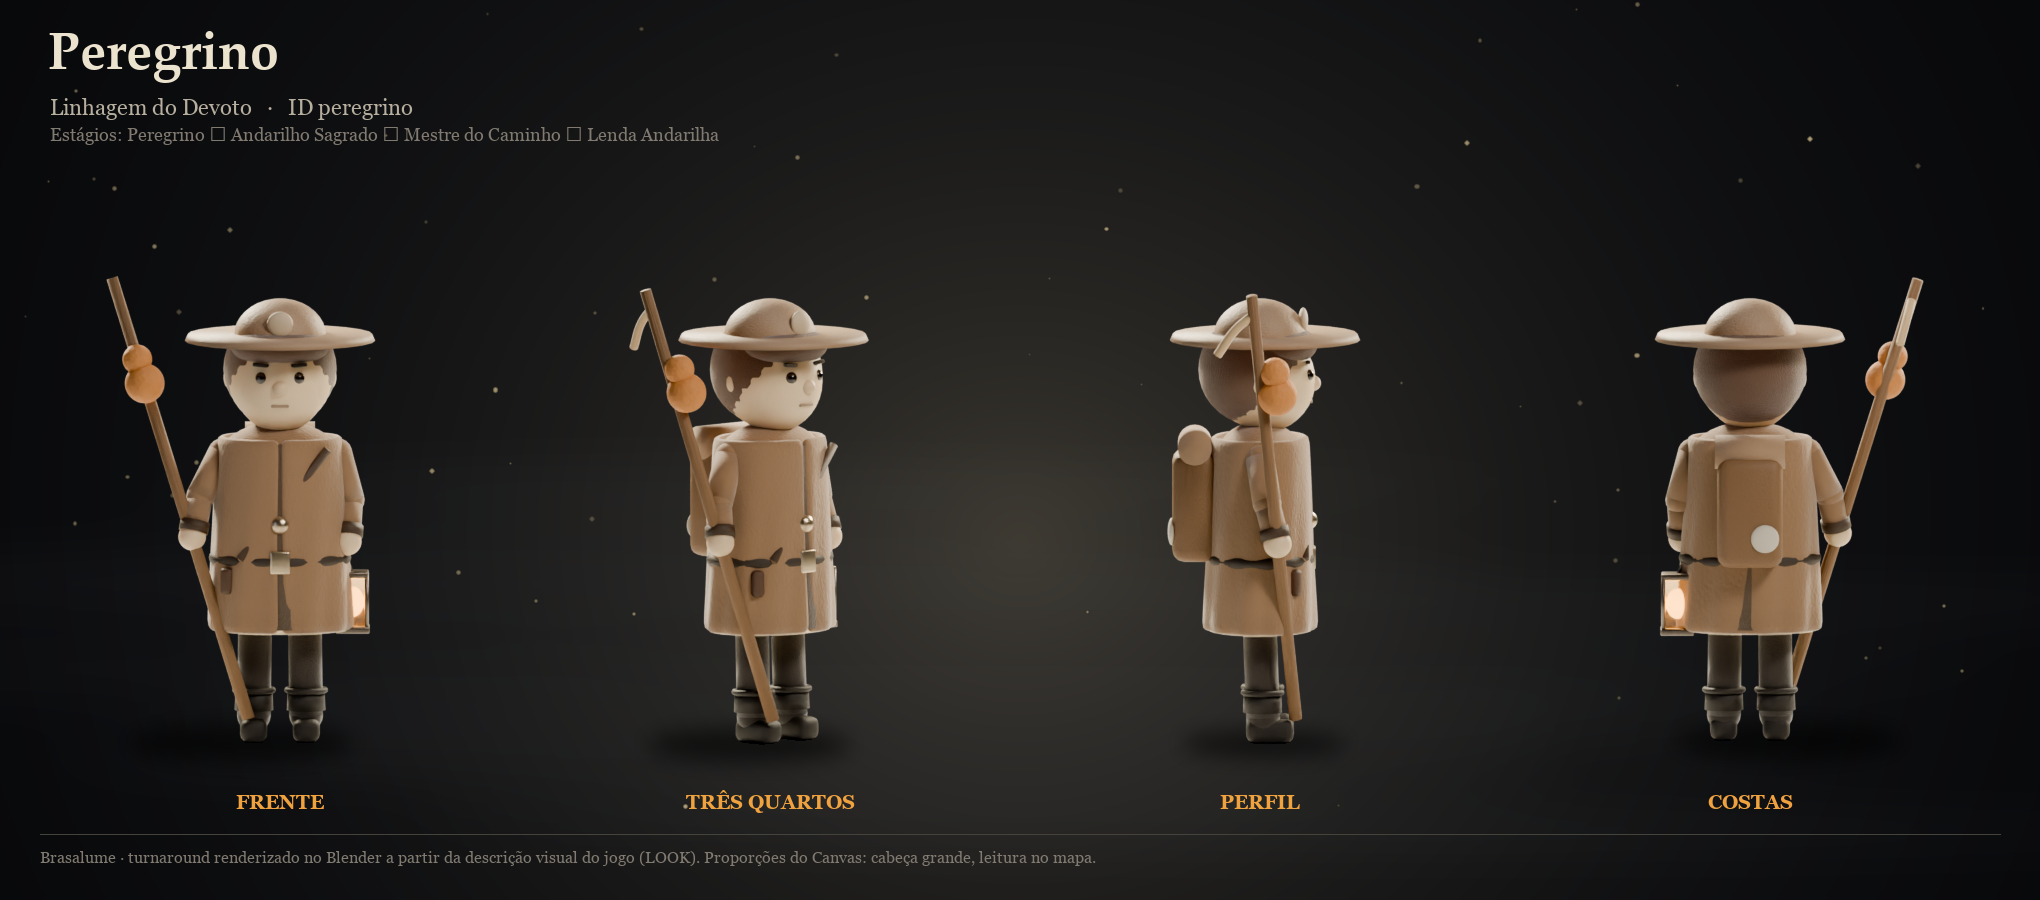 Peregrino
Linhagem do Devoto · ID peregrino
Estágios: Peregrino □ Andarilho Sagrado □ Mestre do Caminho □ Lenda Andarilha
FRENTE
TRÊS QUARTOS
PERFIL
COSTAS
Brasalume · turnaround renderizado no Blender a partir da descrição visual do jogo (LOOK). Proporções do Canvas: cabeça grande, leitura no mapa.